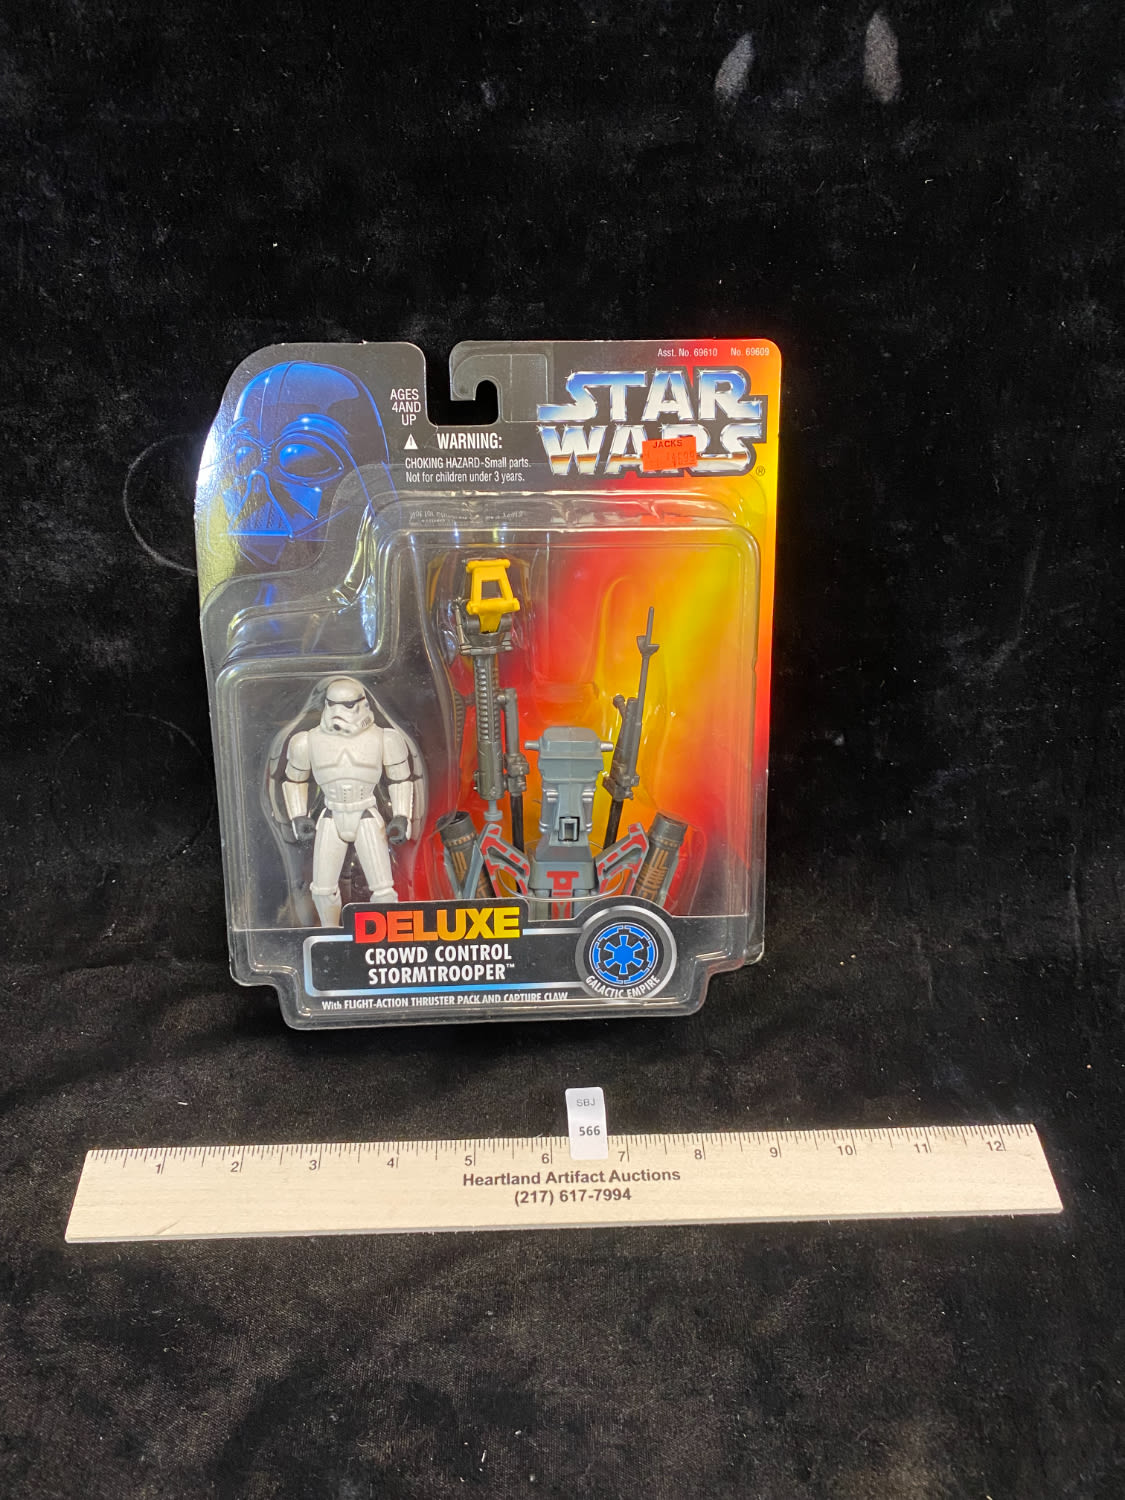 Asst. No. 69610 No. 69609
STAR
WARS
®
JACKS
AGES
4AND
UP
WARNING:
CHOKING HAZARD-Small parts.
Not for children under 3 years.
DELUXE
CROWD CONTROL
STORMTROOPER™
With FLIGHT-ACTION THRUSTER PACK AND CAPTURE CLAW
GALACTIC EMPIRE
SBJ
566
1 2 3 4 5 6 7 8 9 10 11 12
Heartland Artifact Auctions
(217) 617-7994